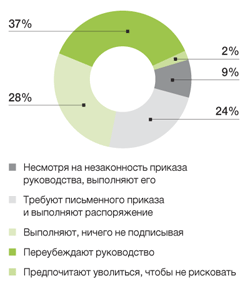 37%
2%
9%
28%
24%
Несмотря на незаконность приказа
руководства, выполняют его
Требуют письменного приказа
и выполняют распоряжение
Выполняют, ничего не подписывая
Переубеждают руководство
Предпочитают уволиться, чтобы не рисковать